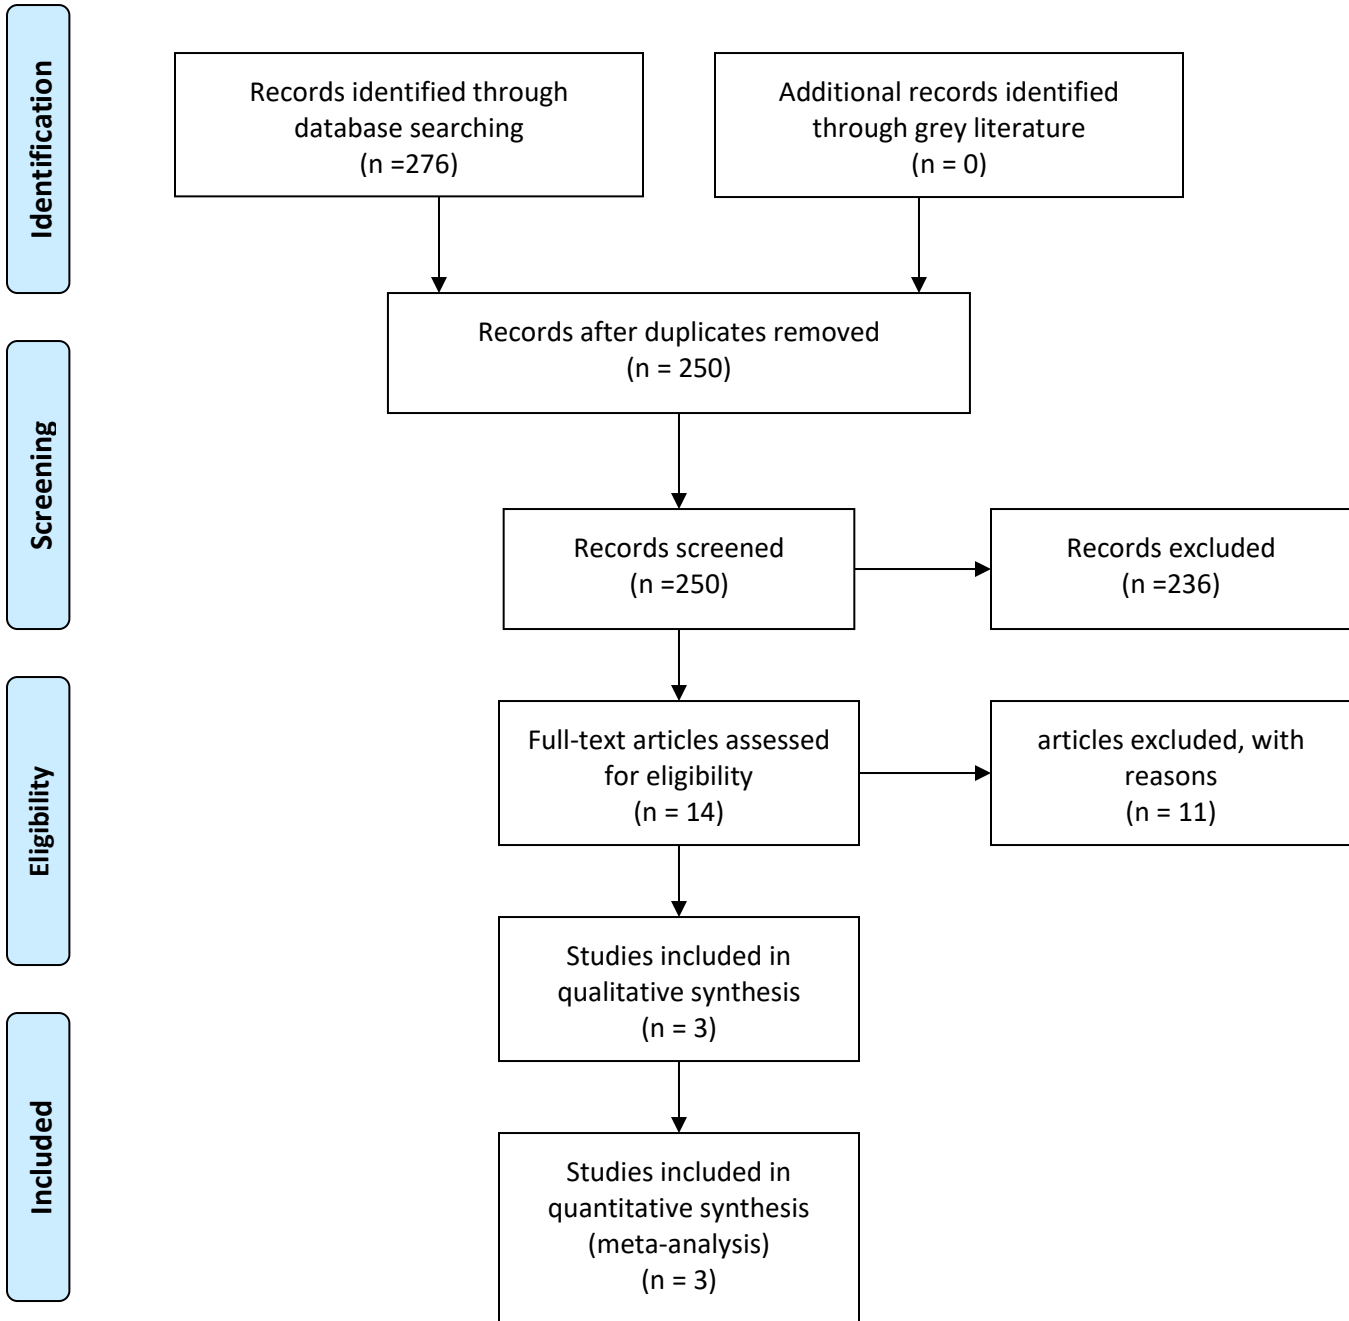 Identification
Records identified through
database searching
(n =276)
Additional records identified
through grey literature
(n = 0)
Records after duplicates removed
(n = 250)
Screening
Records screened
(n =250)
Records excluded
(n =236)
Eligibility
Full-text articles assessed
for eligibility
(n = 14)
articles excluded, with
reasons
(n = 11)
Studies included in
qualitative synthesis
(n = 3)
Included
Studies included in
quantitative synthesis
(meta-analysis)
(n = 3)